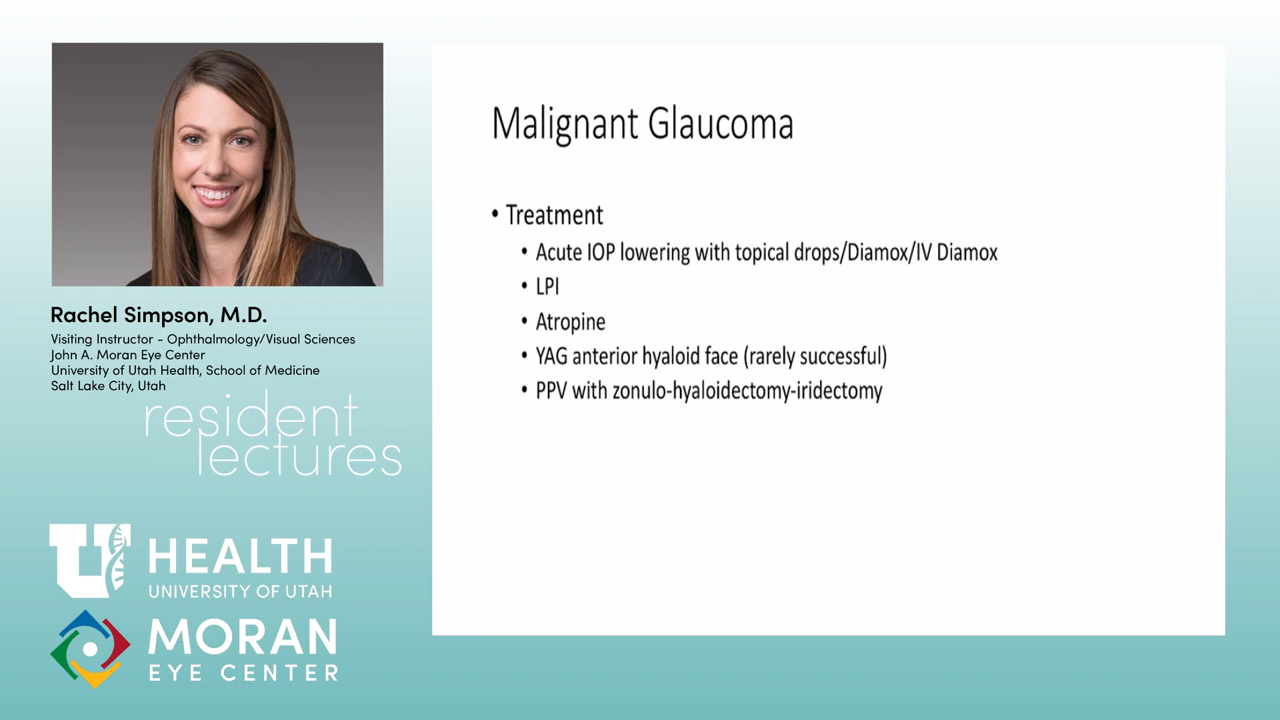 Rachel Simpson, M.D.
Visiting Instructor - Ophthalmology/Visual Sciences
John A. Moran Eye Center
University of Utah Health, School of Medicine
Salt Lake City, Utah
resident
lectures
U HEALTH
UNIVERSITY OF UTAH
MORAN
EYE CENTER
Malignant Glaucoma
• Treatment
• Acute IOP lowering with topical drops/Diamox/IV Diamox
• LPI
• Atropine
• YAG anterior hyaloid face (rarely successful)
• PPV with zonulo-hyaloidectomy-iridectomy